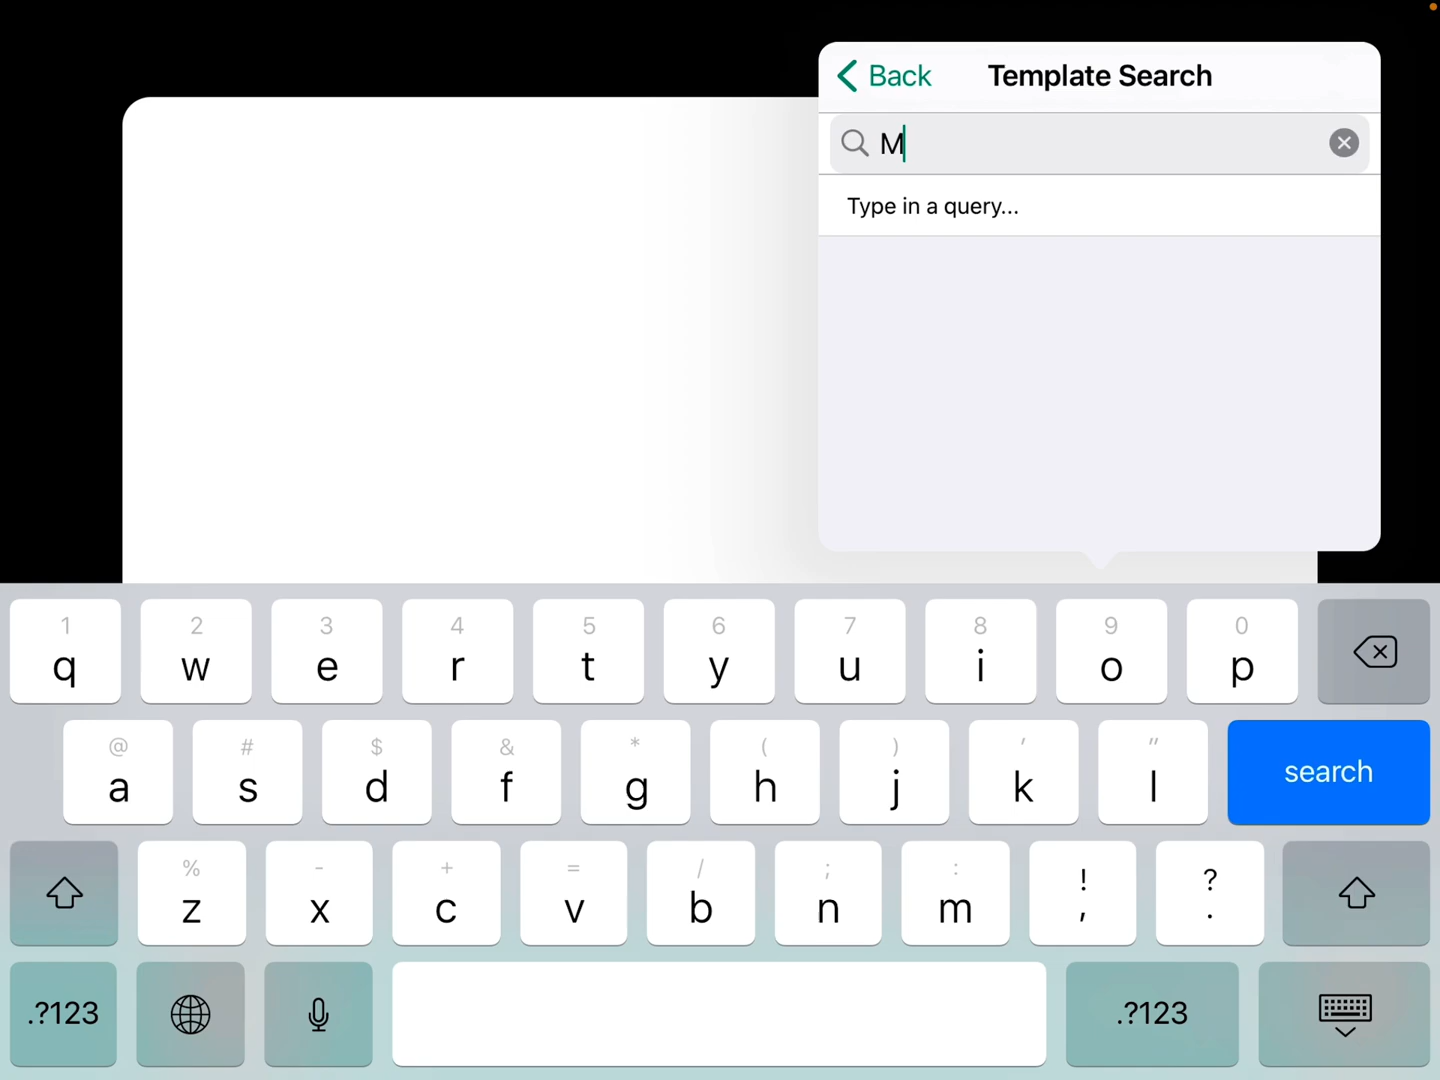 Back
Template Search
M
Type in a query...
1 2 3 4 5 6 7 8 9 0
q w e r t y u i o p
@ # $ & * ( ) ' "
a s d f g h j k l search
% - + = / ; : ! ?
z x c v b n m , .
.?123 .?123